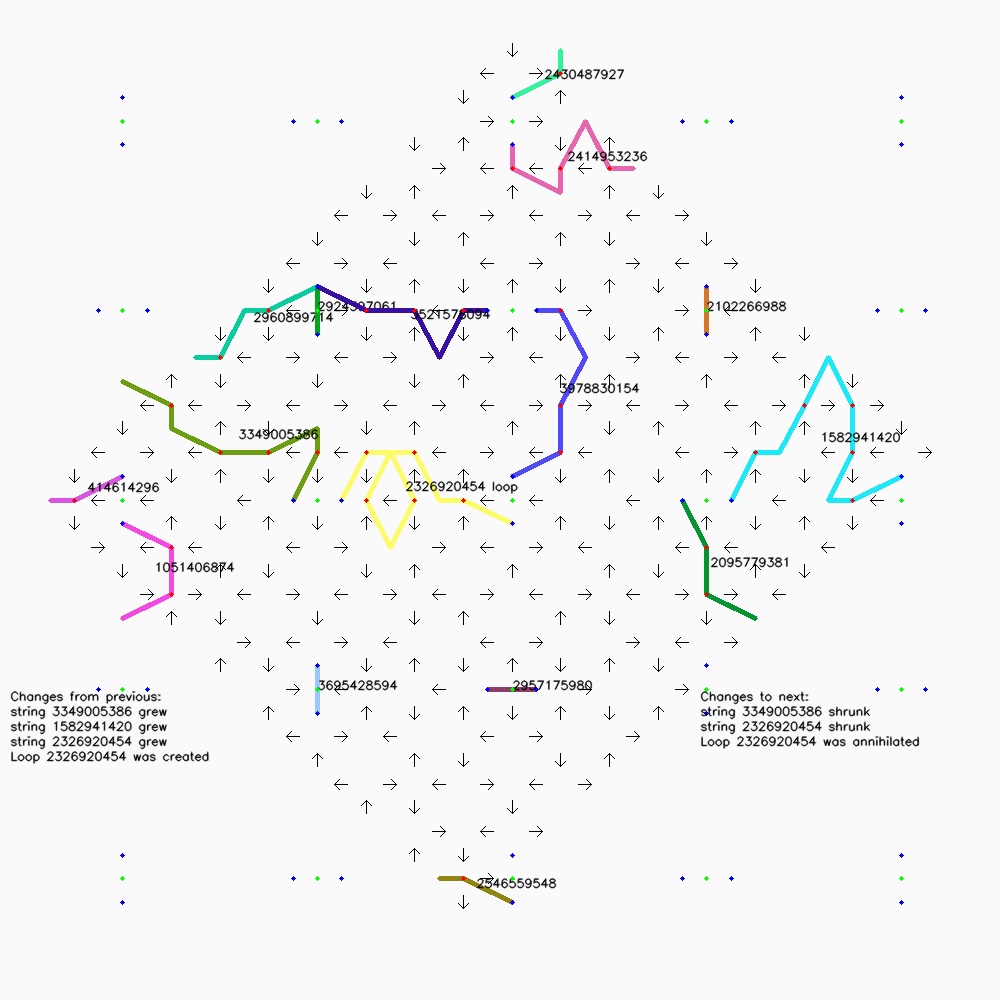 2430487927
2414953236
2924397061
2102266988
3521578094
2960899714
3978830154
3349005386
1582941420
2326920454 loop
414614296
2095779381
1051406874
3695428594
2957175980
Changes from previous:
string 3349005386 grew
string 1582941420 grew
string 2326920454 grew
Loop 2326920454 was created
Changes to next:
string 3349005386 shrunk
string 2326920454 shrunk
Loop 2326920454 was annihilated
2546559548